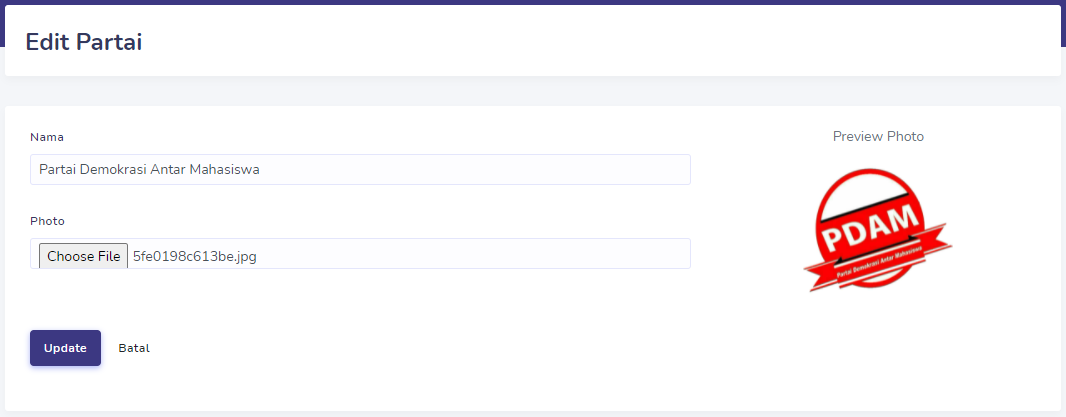 Edit Partai
Nama
Partai Demokrasi Antar Mahasiswa
Photo
Choose File 5fe0198c613be.jpg
Update Batal
Preview Photo
PDAM
Partai Demokrasi Antar Mahasiswa